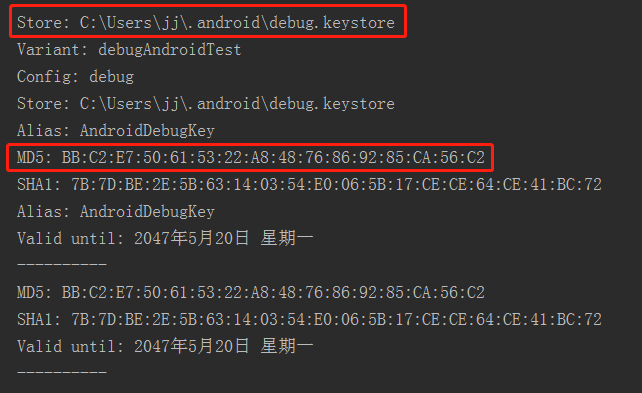 Store: C:\Users\jj\.android\debug.keystore
Variant: debugAndroidTest
Config: debug
Store: C:\Users\jj\.android\debug.keystore
Alias: AndroidDebugKey
MD5: BB:C2:E7:50:61:53:22:A8:48:76:86:92:85:CA:56:C2
SHA1: 7B:7D:BE:2E:5B:63:14:03:54:E0:06:5B:17:CE:CE:64:CE:41:BC:72
Alias: AndroidDebugKey
Valid until: 2047年5月20日 星期一
----------
MD5: BB:C2:E7:50:61:53:22:A8:48:76:86:92:85:CA:56:C2
SHA1: 7B:7D:BE:2E:5B:63:14:03:54:E0:06:5B:17:CE:CE:64:CE:41:BC:72
Valid until: 2047年5月20日 星期一
----------